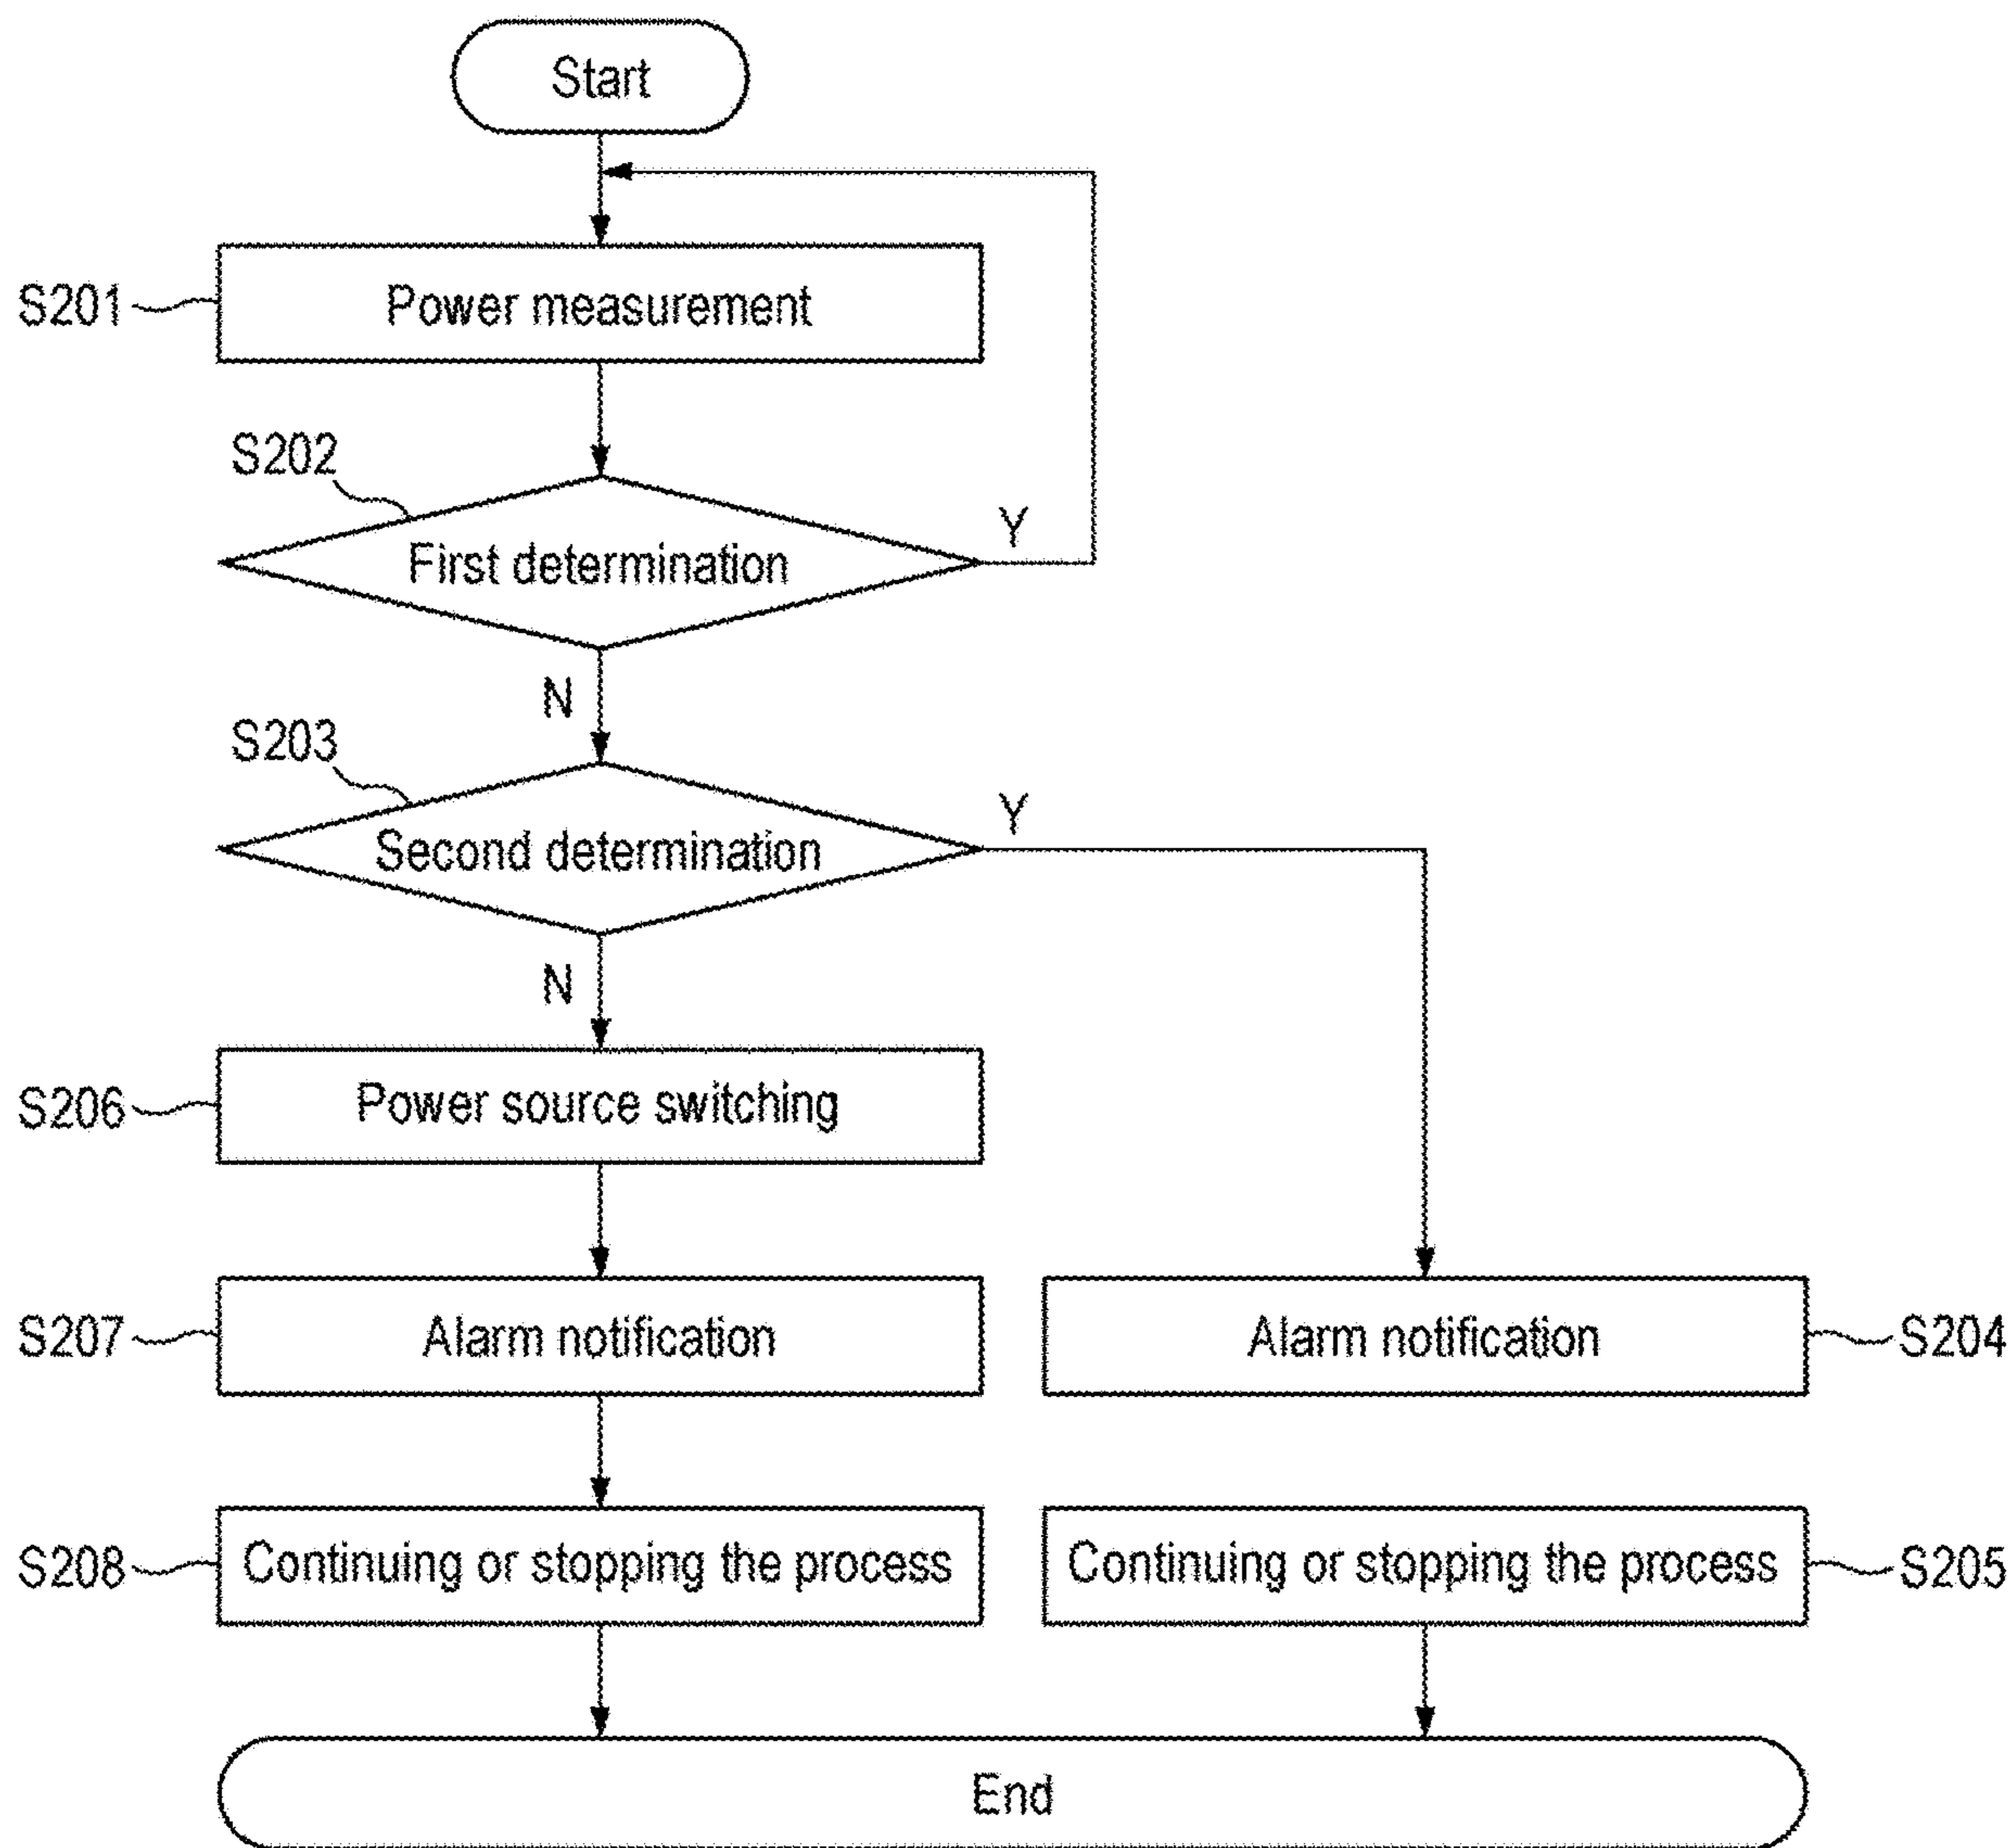 Start
S201
Power measurement
S202
First determination
Y
N
S203
Second determination
Y
N
S206
Power source switching
S207
Alarm notification
Alarm notification
S204
S208
Continuing or stopping the process
Continuing or stopping the process
S205
End